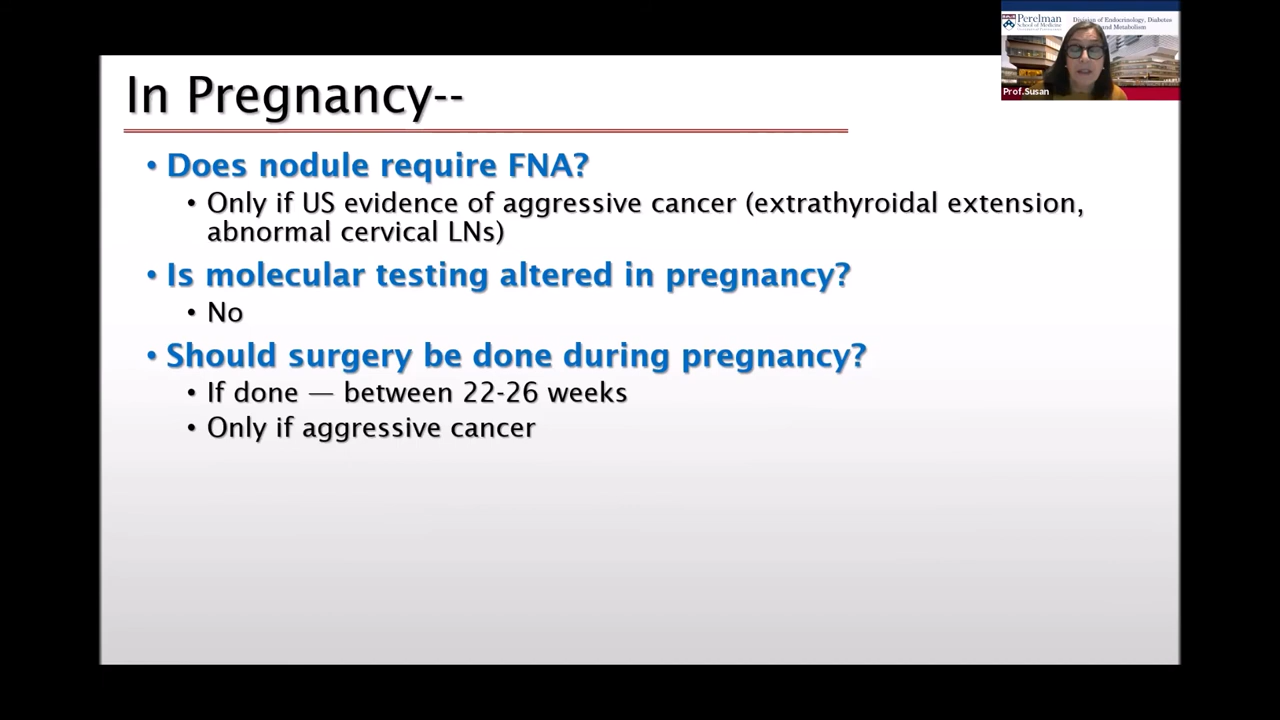 In Pregnancy--
• Does nodule require FNA?
• Only if US evidence of aggressive cancer (extrathyroidal extension,
abnormal cervical LNs)
• Is molecular testing altered in pregnancy?
• No
• Should surgery be done during pregnancy?
• If done — between 22-26 weeks
• Only if aggressive cancer
Perelman
School of Medicine
Division of Endocrinology, Diabetes
and Metabolism
Prof.Susan